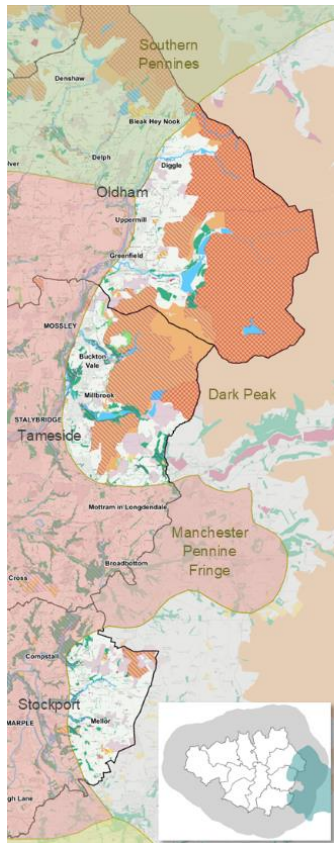 Southern
Pennines
Denshaw
Bleak Hey Nook
Delph
lver
Diggle
Oldham
Uppermill
Greenfield
MOSSLEY
Buckton
Vale
Dark Peak
Millbrook
STALYBRIDGE
Tameside
Mottram in Longdendale
Manchester
Pennine
Fringe
Broadbottom
Cross
Compstall
Stockport
MARPLE
Mellor
gh Lane